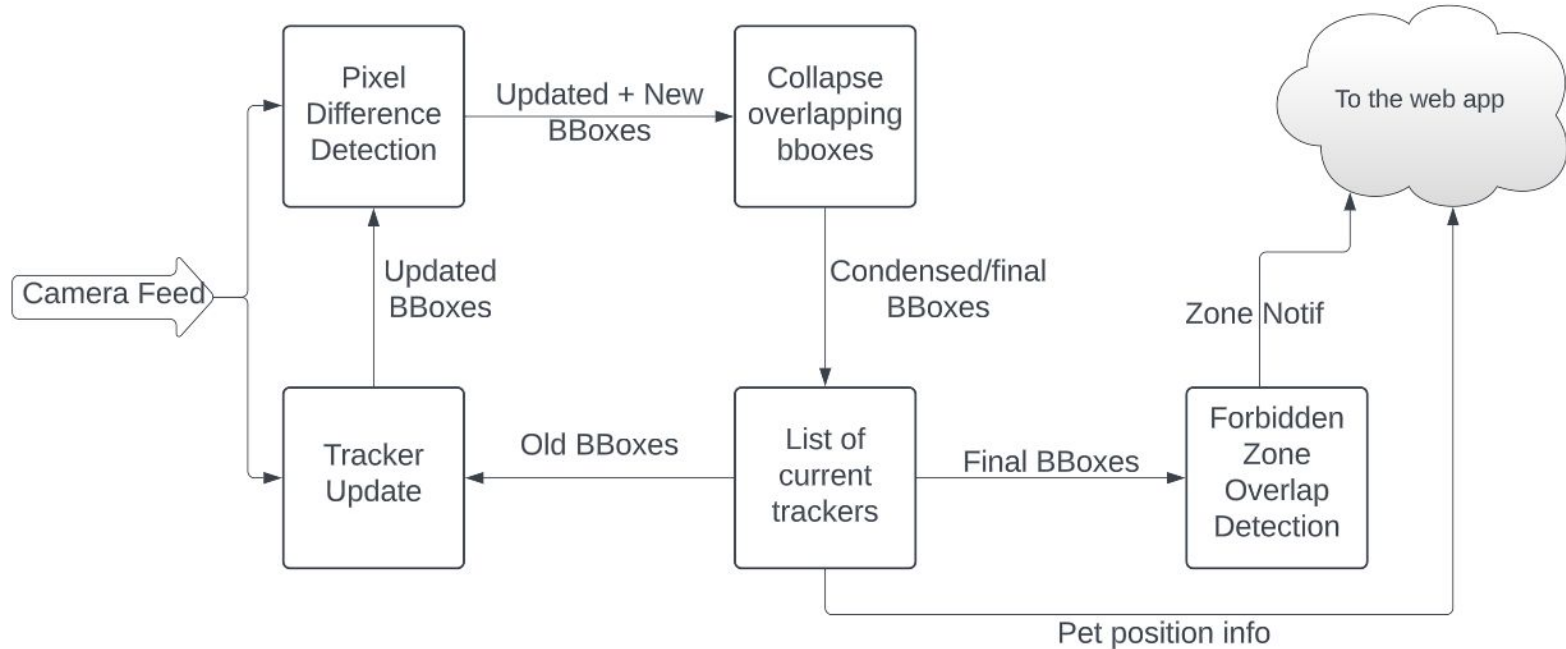 Pixel
Difference
Detection
Updated + New
BBoxes
Collapse
overlapping
bboxes
To the web app
Camera Feed
Updated
BBoxes
Condensed/final
BBoxes
Zone Notif
Tracker
Update
Old BBoxes
List of
current
trackers
Final BBoxes
Forbidden
Zone
Overlap
Detection
Pet position info